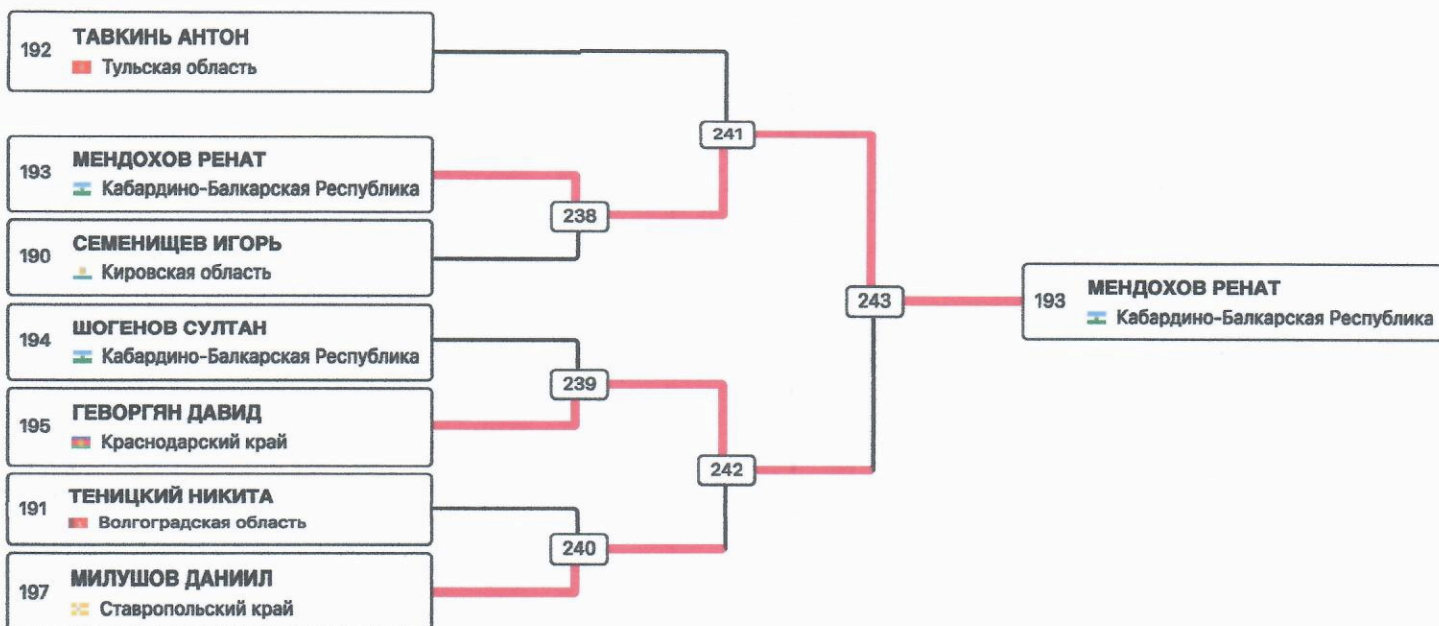 192 ТАВКИНЬ АНТОН
Тульская область
193 МЕНДОХОВ РЕНАТ
Кабардино-Балкарская Республика
190 СЕМЕНИЩЕВ ИГОРЬ
Кировская область
194 ШОГЕНОВ СУЛТАН
Кабардино-Балкарская Республика
195 ГЕВОРГЯН ДАВИД
Краснодарский край
191 ТЕНИЦКИЙ НИКИТА
Волгоградская область
197 МИЛУШОВ ДАНИИЛ
Ставропольский край
238
239
240
241
242
243
193 МЕНДОХОВ РЕНАТ
Кабардино-Балкарская Республика